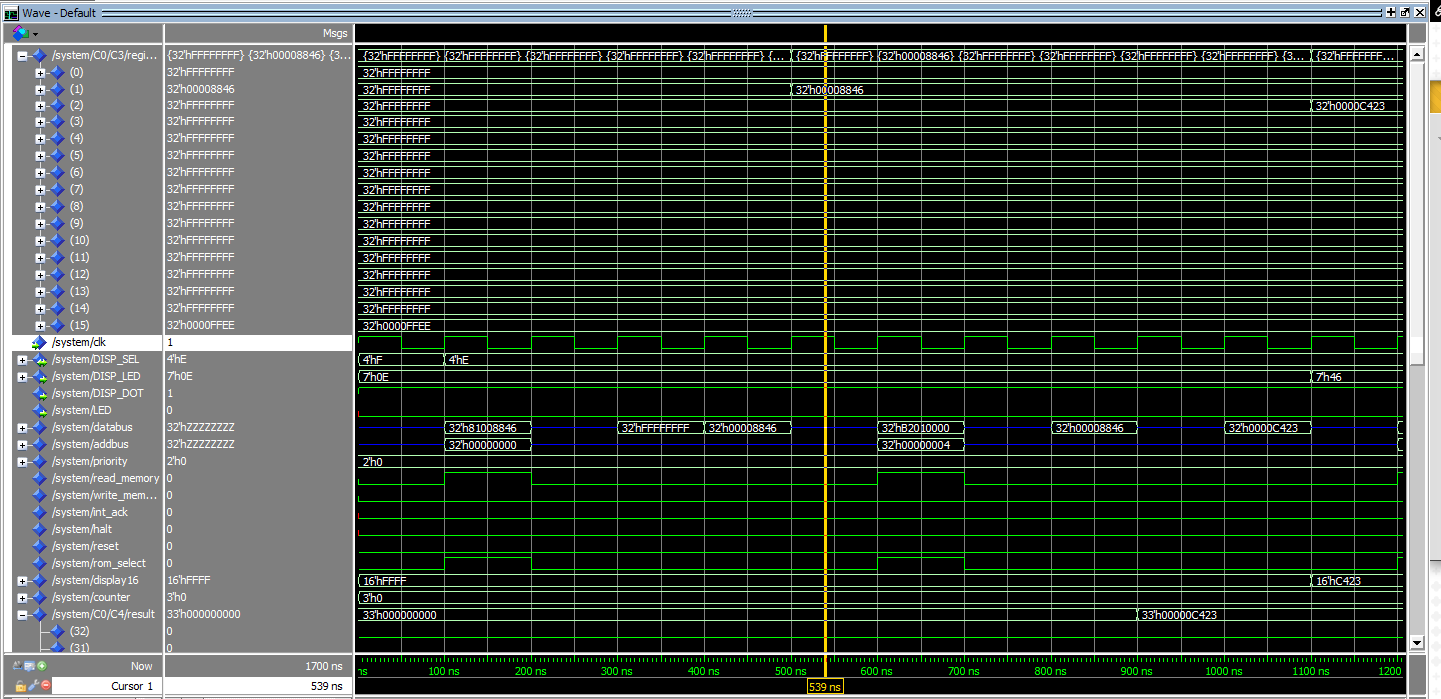 Wave - Default
Msgs
/system/C0/C3/regi... {32'hFFFFFFFF} {32'h00008846} {3... {32'hFFFFFFFF} {32'hFFFFFFFF} {32'hFFFFFFFF} {32'hFFFFFFFF} {32'hFFFFFFFF} {... {32'hFFFFFFFF} {32'h00008846} {32'hFFFFFFFF} {32'hFFFFFFFF} {32'hFFFFFFFF} {32'hFFFFFFFF} {3... {32'hFFFFFFF...
(0) 32'hFFFFFFFF 32'hFFFFFFFF
(1) 32'h00008846 32'hFFFFFFFF 32'h00008846
(2) 32'hFFFFFFFF 32'hFFFFFFFF 32'h0000C423
(3) 32'hFFFFFFFF 32'hFFFFFFFF
(4) 32'hFFFFFFFF 32'hFFFFFFFF
(5) 32'hFFFFFFFF 32'hFFFFFFFF
(6) 32'hFFFFFFFF 32'hFFFFFFFF
(7) 32'hFFFFFFFF 32'hFFFFFFFF
(8) 32'hFFFFFFFF 32'hFFFFFFFF
(9) 32'hFFFFFFFF 32'hFFFFFFFF
(10) 32'hFFFFFFFF 32'hFFFFFFFF
(11) 32'hFFFFFFFF 32'hFFFFFFFF
(12) 32'hFFFFFFFF 32'hFFFFFFFF
(13) 32'hFFFFFFFF 32'hFFFFFFFF
(14) 32'hFFFFFFFF 32'hFFFFFFFF
(15) 32'h0000FFEE 32'h0000FFEE
/system/clk 1
/system/DISP_SEL 4'hE 4'hF 4'hE
/system/DISP_LED 7'h0E 7'h0E 7'h46
/system/DISP_DOT 1
/system/LED 0
/system/databus 32'hZZZZZZZZ 32'h81008846 32'hFFFFFFFF 32'h00008846 32'hB2010000 32'h00008846 32'h0000C423
/system/addbus 32'hZZZZZZZZ 32'h00000000 32'h00000004
/system/priority 2'h0 2'h0
/system/read_memory 0
/system/write_mem... 0
/system/int_ack 0
/system/halt 0
/system/reset 0
/system/rom_select 0
/system/display16 16'hFFFF 16'hFFFF 16'hC423
/system/counter 3'h0 3'h0
/system/C0/C4/result 33'h000000000 33'h000000000 33'h00000C423
(32) 0
(31) 0
Now 1700 ns ns 100 ns 200 ns 300 ns 400 ns 500 ns 600 ns 700 ns 800 ns 900 ns 1000 ns 1100 ns 1200
Cursor 1 539 ns 539 ns